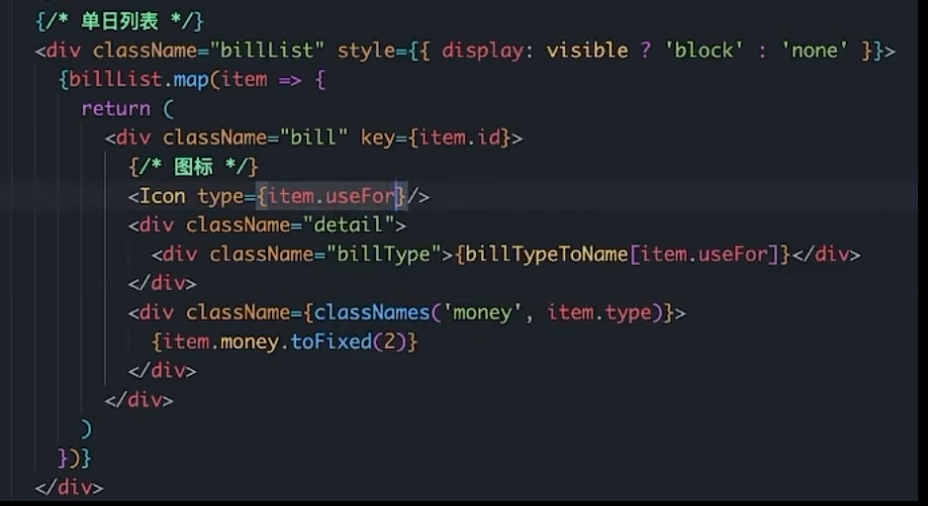 {/* 单日列表 */}
<div className="billList" style={{ display: visible ? 'block' : 'none' }}>
{billList.map(item => {
return (
<div className="bill" key={item.id}>
{/* 图标 */}
<Icon type={item.useFor}/>
<div className="detail">
<div className="billType">{billTypeToName[item.useFor]}</div>
</div>
<div className={classNames('money', item.type)}>
{item.money.toFixed(2)}
</div>
</div>
)
})}
</div>